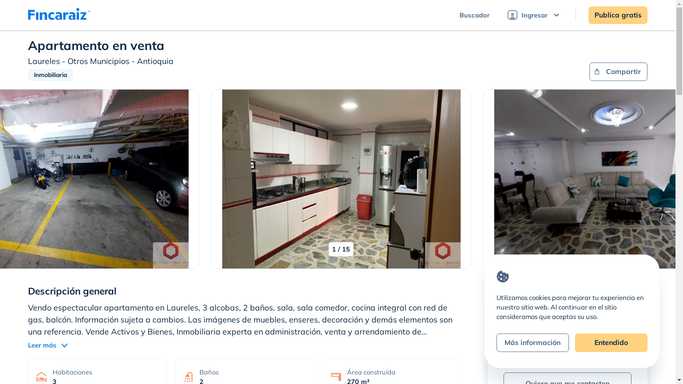 Fincaraiz
Buscador
Ingresar
Publica gratis
Apartamento en venta
Laureles - Otros Municipios - Antioquia
Inmobiliaria
Compartir
1 / 15
Descripción general
Vendo espectacular apartamento en Laureles, 3 alcobas, 2 baños, sala, sala comedor, cocina integral con red de
gas, balcón. Información sujeta a cambios. Las imágenes de muebles, enseres, decoración y demás elementos son
una referencia. Vende Activos y Bienes, Inmobiliaria experta en administración, venta y arrendamiento de...
Leer más
Habitaciones
3
Baños
2
Área construida
270 m²
Utilizamos cookies para mejorar tu experiencia en
nuestro sitio web. Al continuar en el sitio
consideramos que aceptas su uso.
Más información
Entendido
Quiero que me contacten